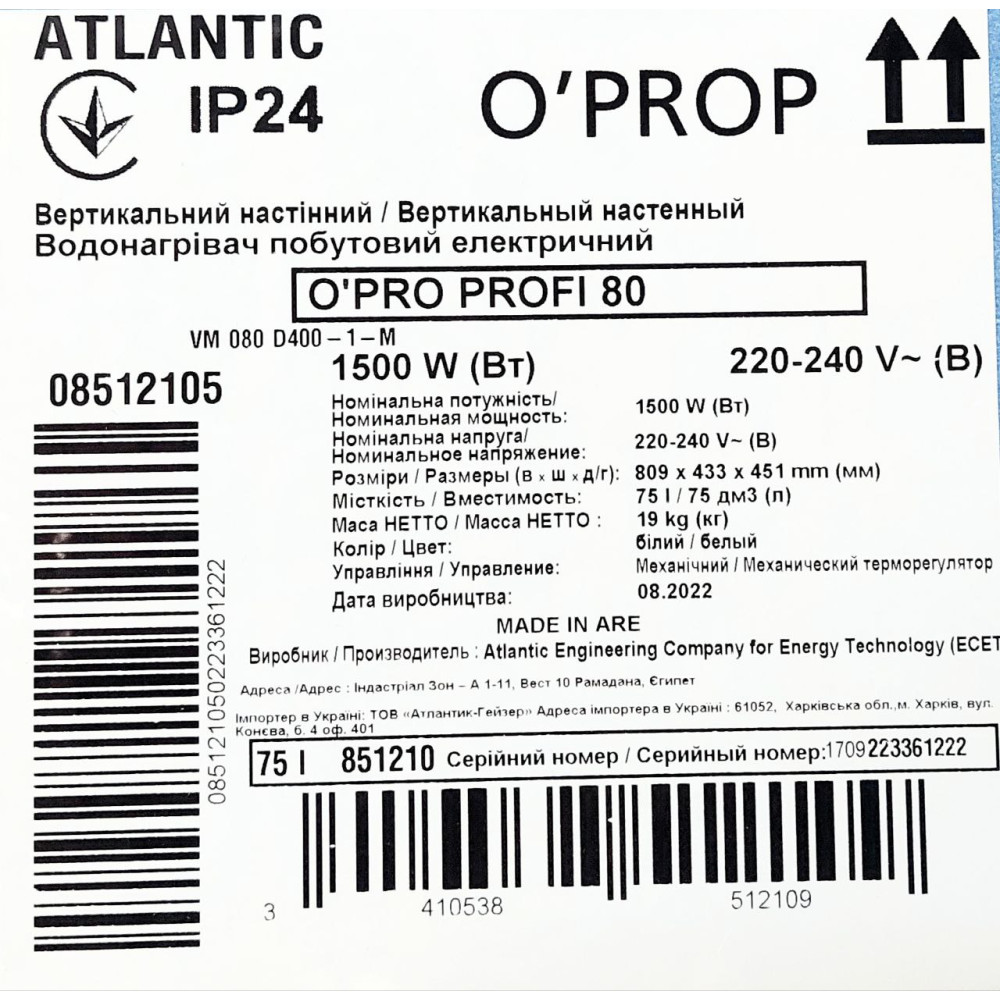 ATLANTIC
IP24
O'PROP
Вертикальний настінний / Вертикальный настенный
Водонагрівач побутовий електричний
O'PRO PROFI 80
VM 080 D400-1-M
1500 W (Вт)
220-240 V~ (В)
08512105
Номінальна потужність/
Номинальная мощность:
1500 W (Вт)
Номінальна напруга/
Номинальное напряжение:
220-240 V~ (В)
Розміри / Размеры (в x ш x д/г): 809 x 433 x 451 mm (мм)
Місткість / Вместимость: 75 l / 75 дм3 (л)
Маса НЕТТО / Масса НЕТТО : 19 kg (кг)
Колір / Цвет: білий / белый
Управління / Управление: Механічний / Механический терморегулятор
Дата виробництва: 08.2022
MADE IN ARE
Виробник / Производитель : Atlantic Engineering Company for Energy Technology (ECET
Адреса /Адрес : Індастріал Зон – А 1-11, Вест 10 Рамадана, Єгипет
Імпортер в Україні: ТОВ «Атлантик-Гейзер» Адреса імпортера в Україні : 61052, Харківська обл.,м. Харків, вул.
Конєва, б. 4 оф. 401
75 l 851210 Серійний номер / Серийный номер:1709223361222
085121050223361222
3 410538 512109